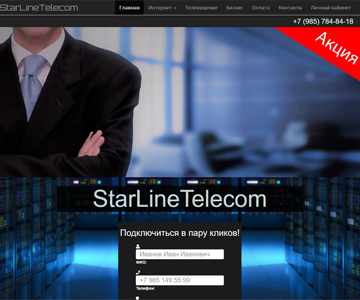 StarLineTelecom
Главная Интернет Телевидение Бизнес Оплата Контакты Личный кабинет
+7 (985) 784-84-18
Акция
StarLineTelecom
Подключиться в пару кликов!
Иванов Иван Иванович
ФИО:
+7 985 149 55 99
Телефон: